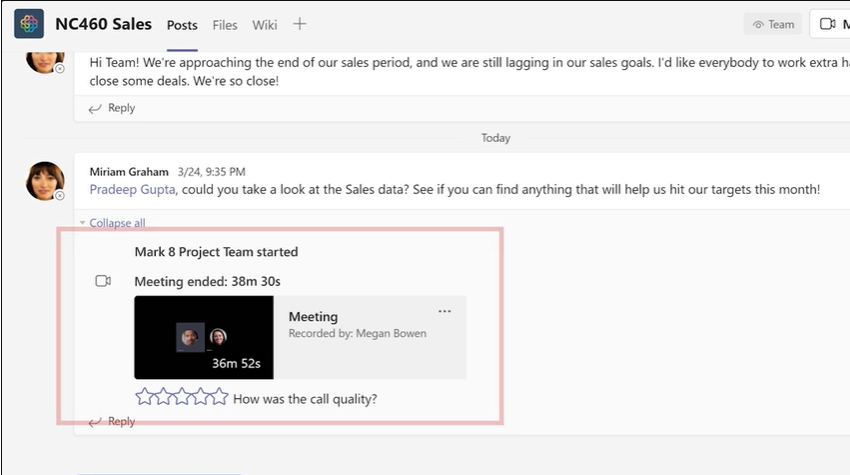 NC460 Sales Posts Files Wiki
Team
Hi Team! We're approaching the end of our sales period, and we are still lagging in our sales goals. I'd like everybody to work extra
close some deals. We're so close!
Reply
Today
Miriam Graham 3/24, 9:35 PM
Pradeep Gupta, could you take a look at the Sales data? See if you can find anything that will help us hit our targets this month!
Collapse all
Mark 8 Project Team started
Meeting ended: 38m 30s
Meeting
Recorded by: Megan Bowen
36m 52s
How was the call quality?
Reply